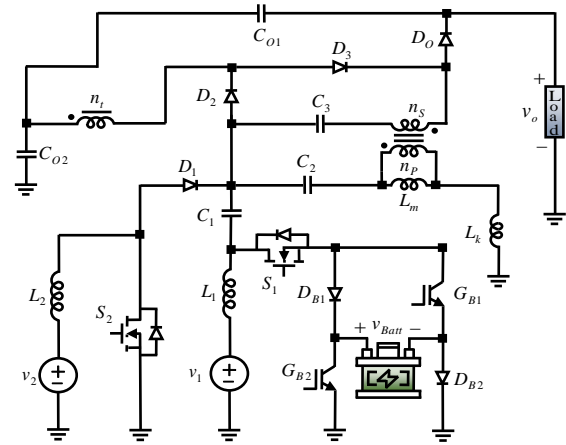 C_{O1}
D_O
D_3
n_t
D_2
C_3
n_S
+
v_o
−
Load
C_{O2}
D_1
C_2
n_P
L_m
C_1
L_k
S_1
L_2
S_2
L_1
D_{B1}
G_{B1}
+ v_{Batt} −
v_2
v_1
G_{B2}
D_{B2}